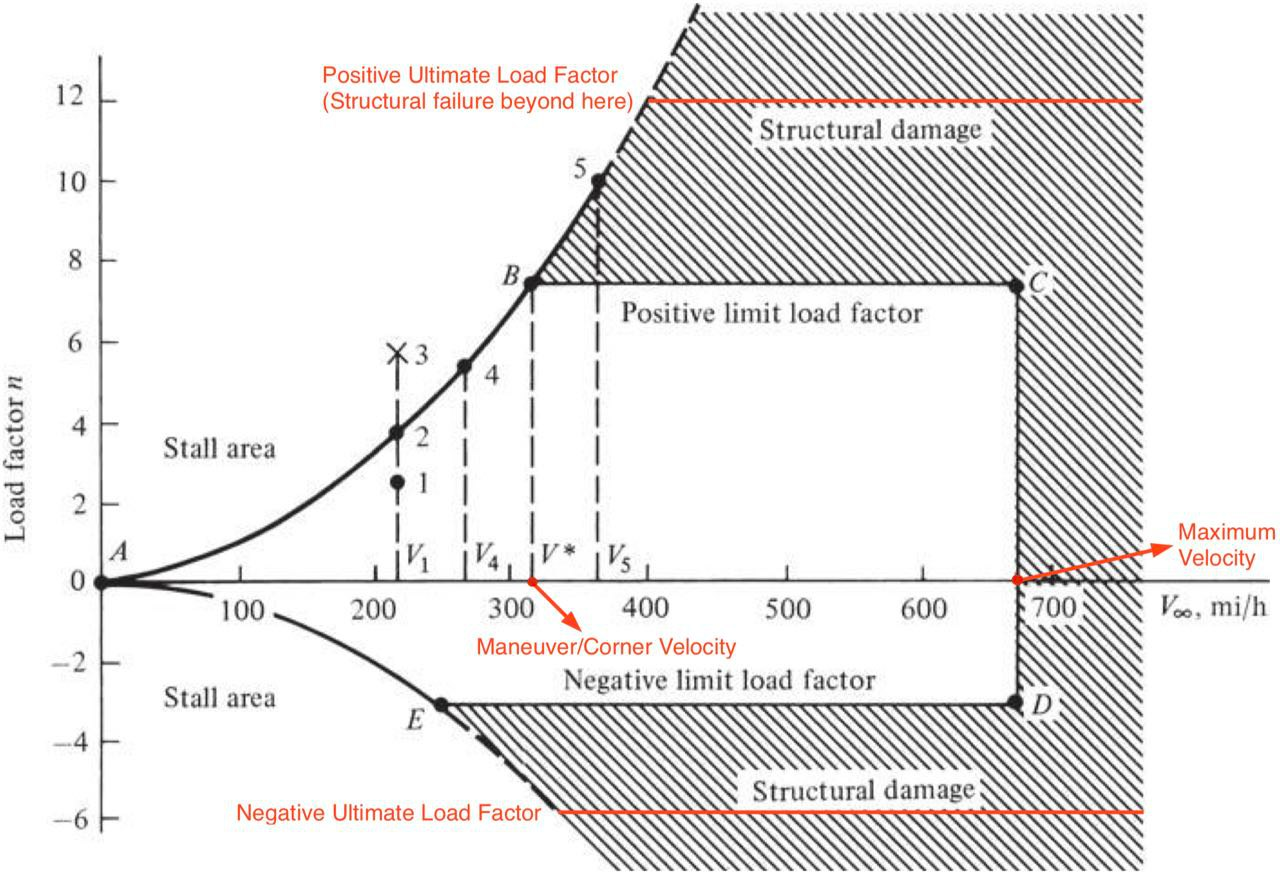 Positive Ultimate Load Factor
(Structural failure beyond here)
12
Structural damage
5
10
8
B
C
Positive limit load factor
6
3
4
Load factor n
4
2
Stall area
1
2
A
V₁
V₄
V*
V₅
Maximum
Velocity
0
100
200
300
400
500
600
700
V∞, mi/h
Maneuver/Corner Velocity
−2
Negative limit load factor
Stall area
E
D
−4
Structural damage
Negative Ultimate Load Factor
−6